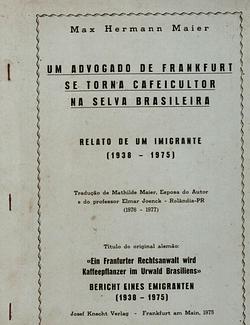 Max Hermann Maier
UM ADVOGADO DE FRANKFURT
SE TORNA CAFEICULTOR
NA SELVA BRASILEIRA
RELATO DE UM IMIGRANTE
(1938 - 1975)
Tradução de Mathilde Maier, Esposa do Autor
e do professor Elmar Joenck - Rolândia-PR
(1976 - 1977)
Título do original alemão:
«Ein Franfurter Rechtsanwalt wird
Kaffeepflanzer im Urwald Brasiliens»
BERICHT EINES EMIGRANTEN
(1938 - 1975)
Josef Knecht Verlag - Frankfurt am Main, 1975